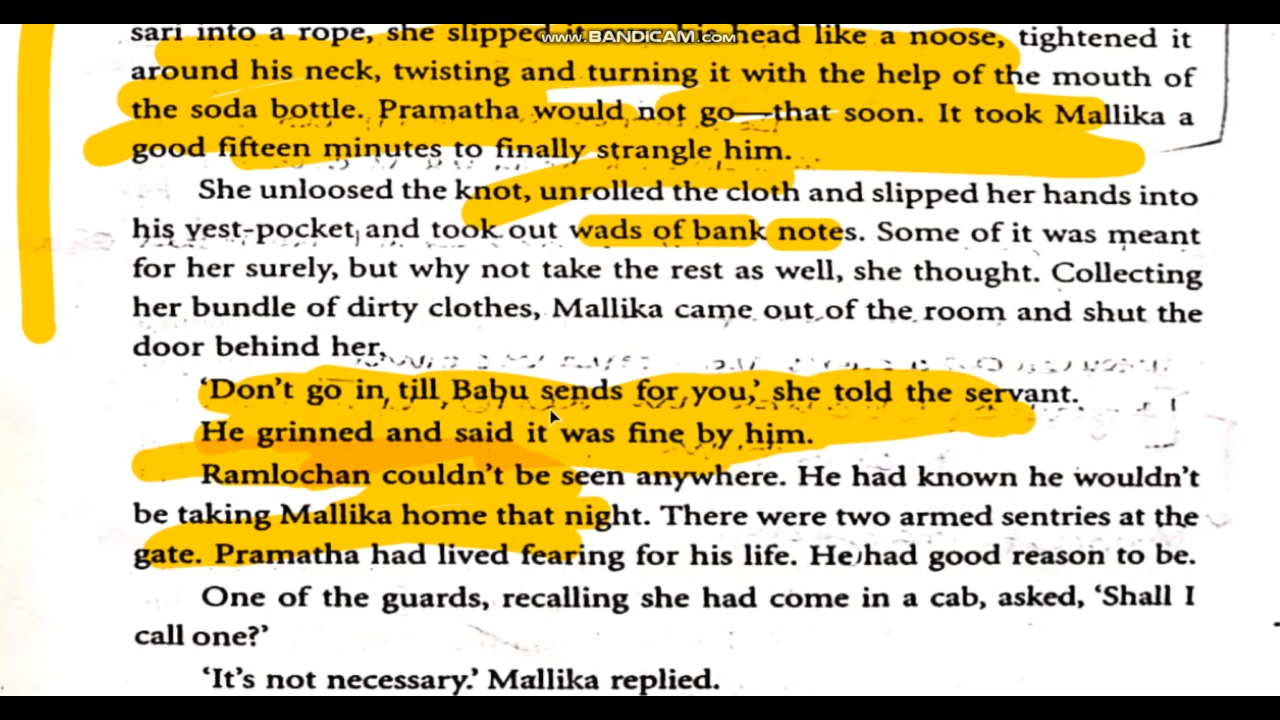 sari into a rope, she slipped head like a noose, tightened it
www.BANDICAM.com
around his neck, twisting and turning it with the help of the mouth of
the soda bottle. Pramatha would not go—that soon. It took Mallika a
good fifteen minutes to finally strangle him.
She unloosed the knot, unrolled the cloth and slipped her hands into
his vest-pocket and took out wads of bank notes. Some of it was meant
for her surely, but why not take the rest as well, she thought. Collecting
her bundle of dirty clothes, Mallika came out of the room and shut the
door behind her.
‘Don’t go in, till Babu sends for you,’ she told the servant.
He grinned and said it was fine by him.
Ramlochan couldn’t be seen anywhere. He had known he wouldn’t
be taking Mallika home that night. There were two armed sentries at the
gate. Pramatha had lived fearing for his life. He had good reason to be.
One of the guards, recalling she had come in a cab, asked, ‘Shall I
call one?’
‘It’s not necessary.’ Mallika replied.